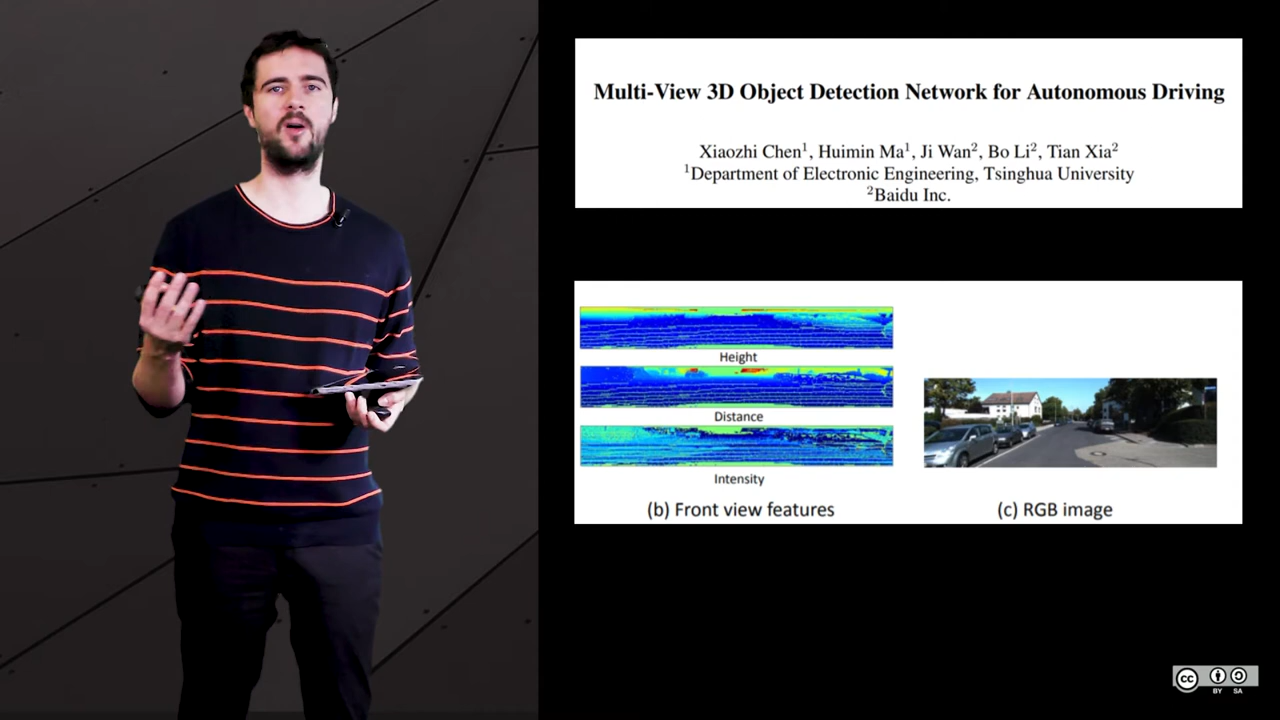 Multi-View 3D Object Detection Network for Autonomous Driving
Xiaozhi Chen¹, Huimin Ma¹, Ji Wan², Bo Li², Tian Xia²
¹Department of Electronic Engineering, Tsinghua University
²Baidu Inc.
Height
Distance
Intensity
(b) Front view features
(c) RGB image
cc
BY SA